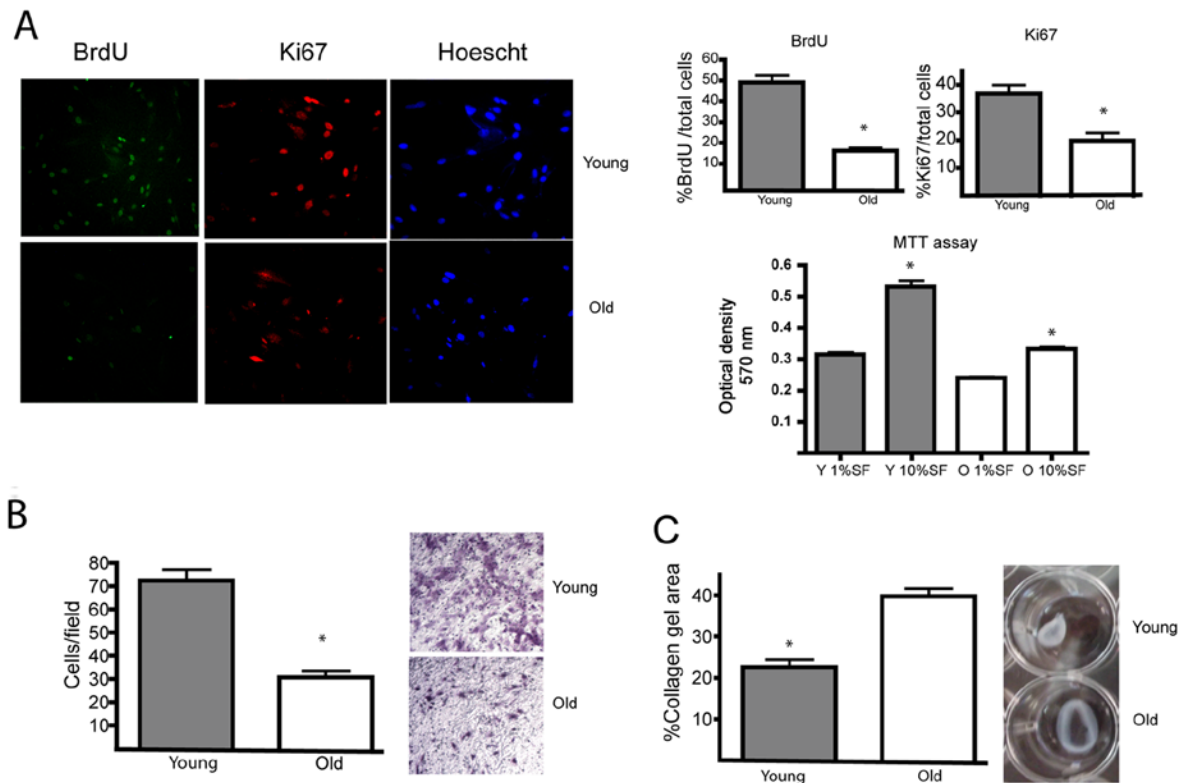 A
BrdU
Ki67
Hoescht
Young
Old
BrdU
%BrdU/total cells
60
50
40
30
20
10
Young
Old
*
Ki67
%Ki67/total cells
40
30
20
10
Young
Old
*
MTT assay
Optical density
570 nm
0.6
0.5
0.4
0.3
0.2
0.1
*
*
Y 1%SF
Y 10%SF
O 1%SF
O 10%SF
B
Cells/field
80
70
60
50
40
30
20
10
*
Young
Old
Young
Old
C
%Collagen gel area
40
30
20
10
*
Young
Old
Young
Old